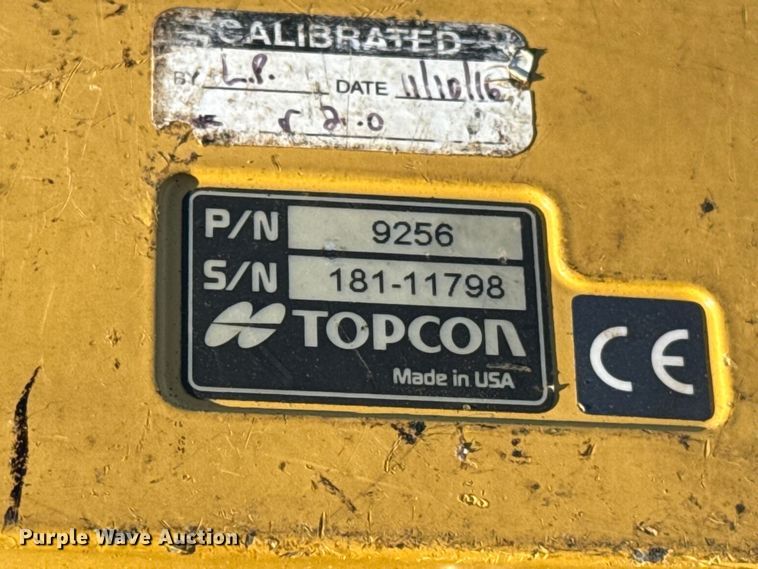 CALIBRATED
BY L.P. DATE 11/10/16
P/N 9256
S/N 181-11798
TOPCON
Made in USA
CE
Purple Wave Auction